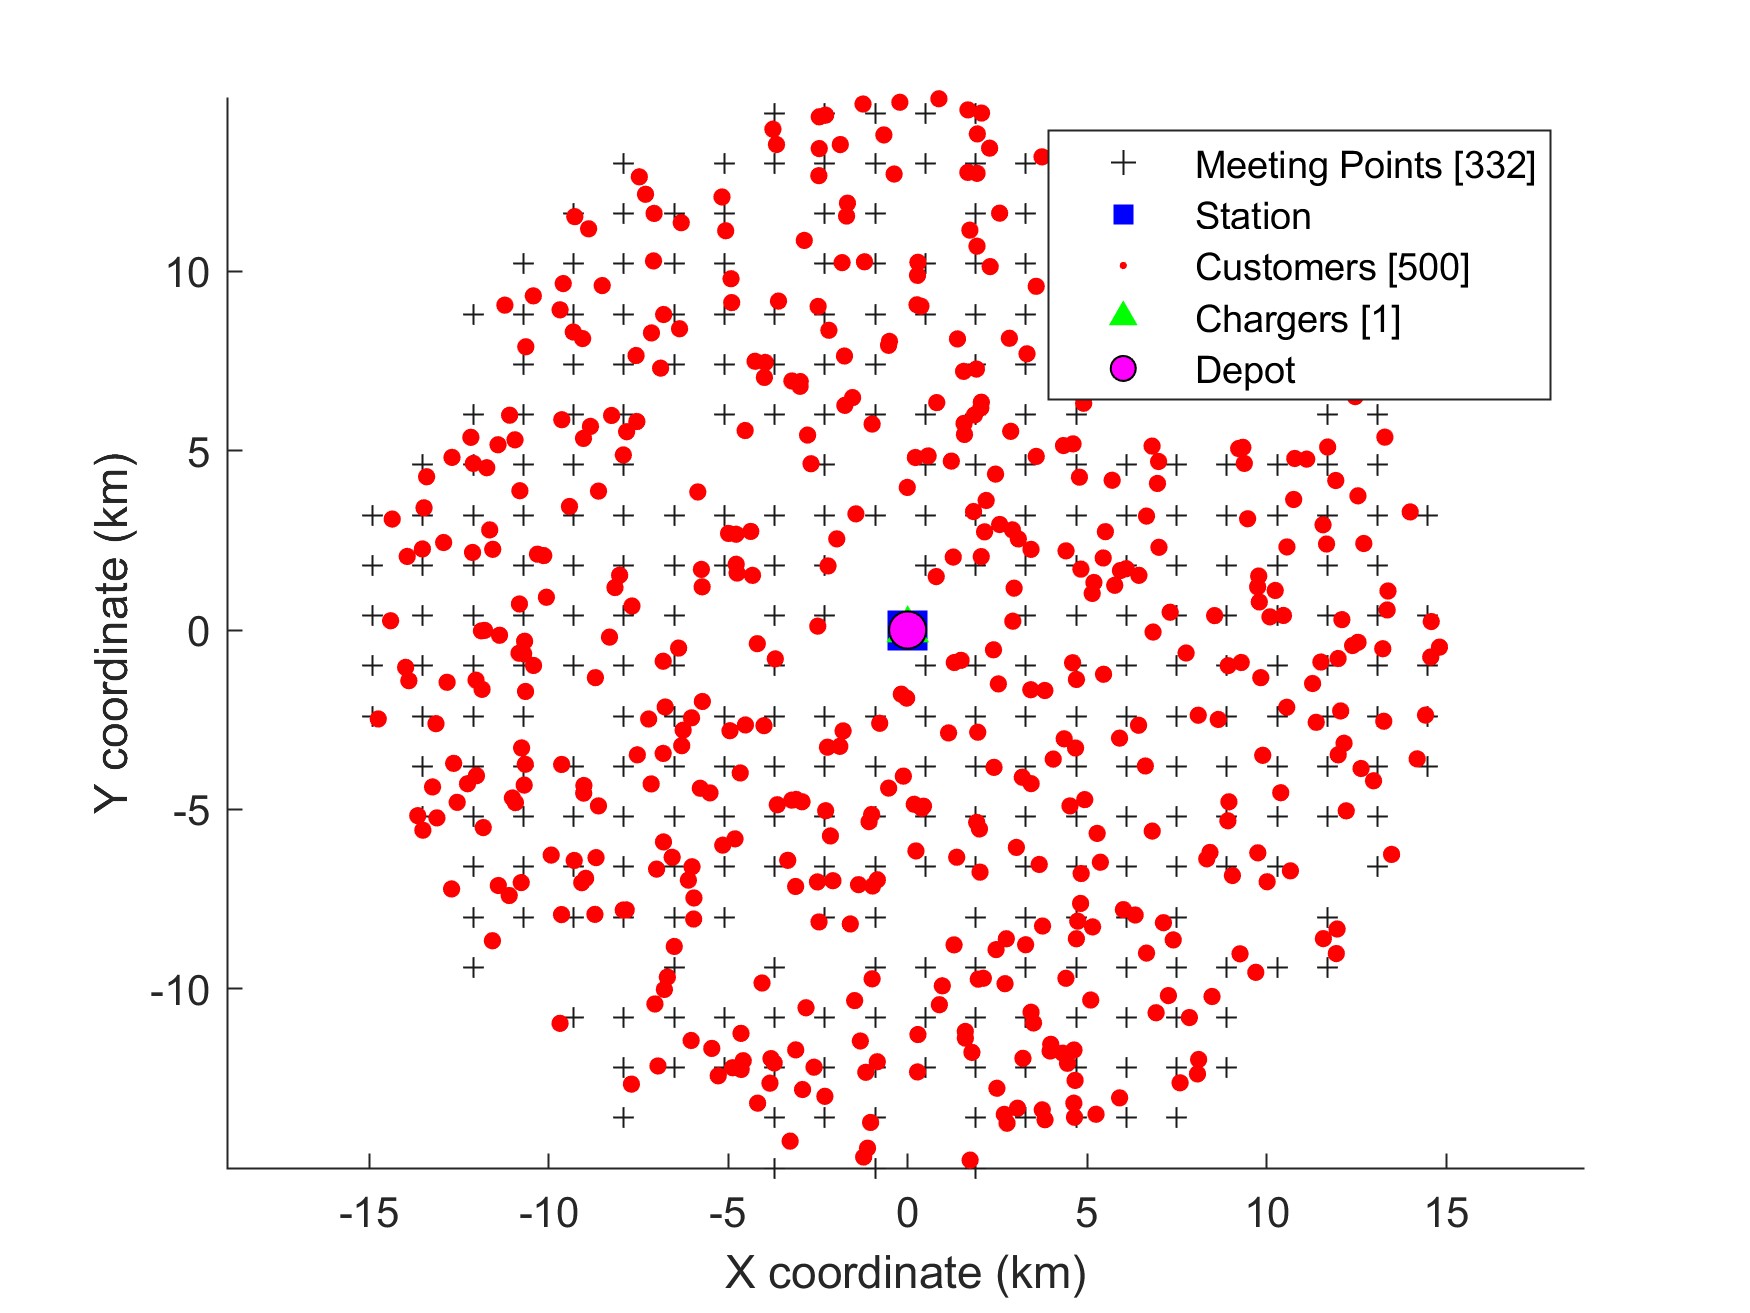 Meeting Points [332]
Station
Customers [500]
Chargers [1]
Depot
10
5
0
-5
-10
Y coordinate (km)
-15
-10
-5
0
5
10
15
X coordinate (km)